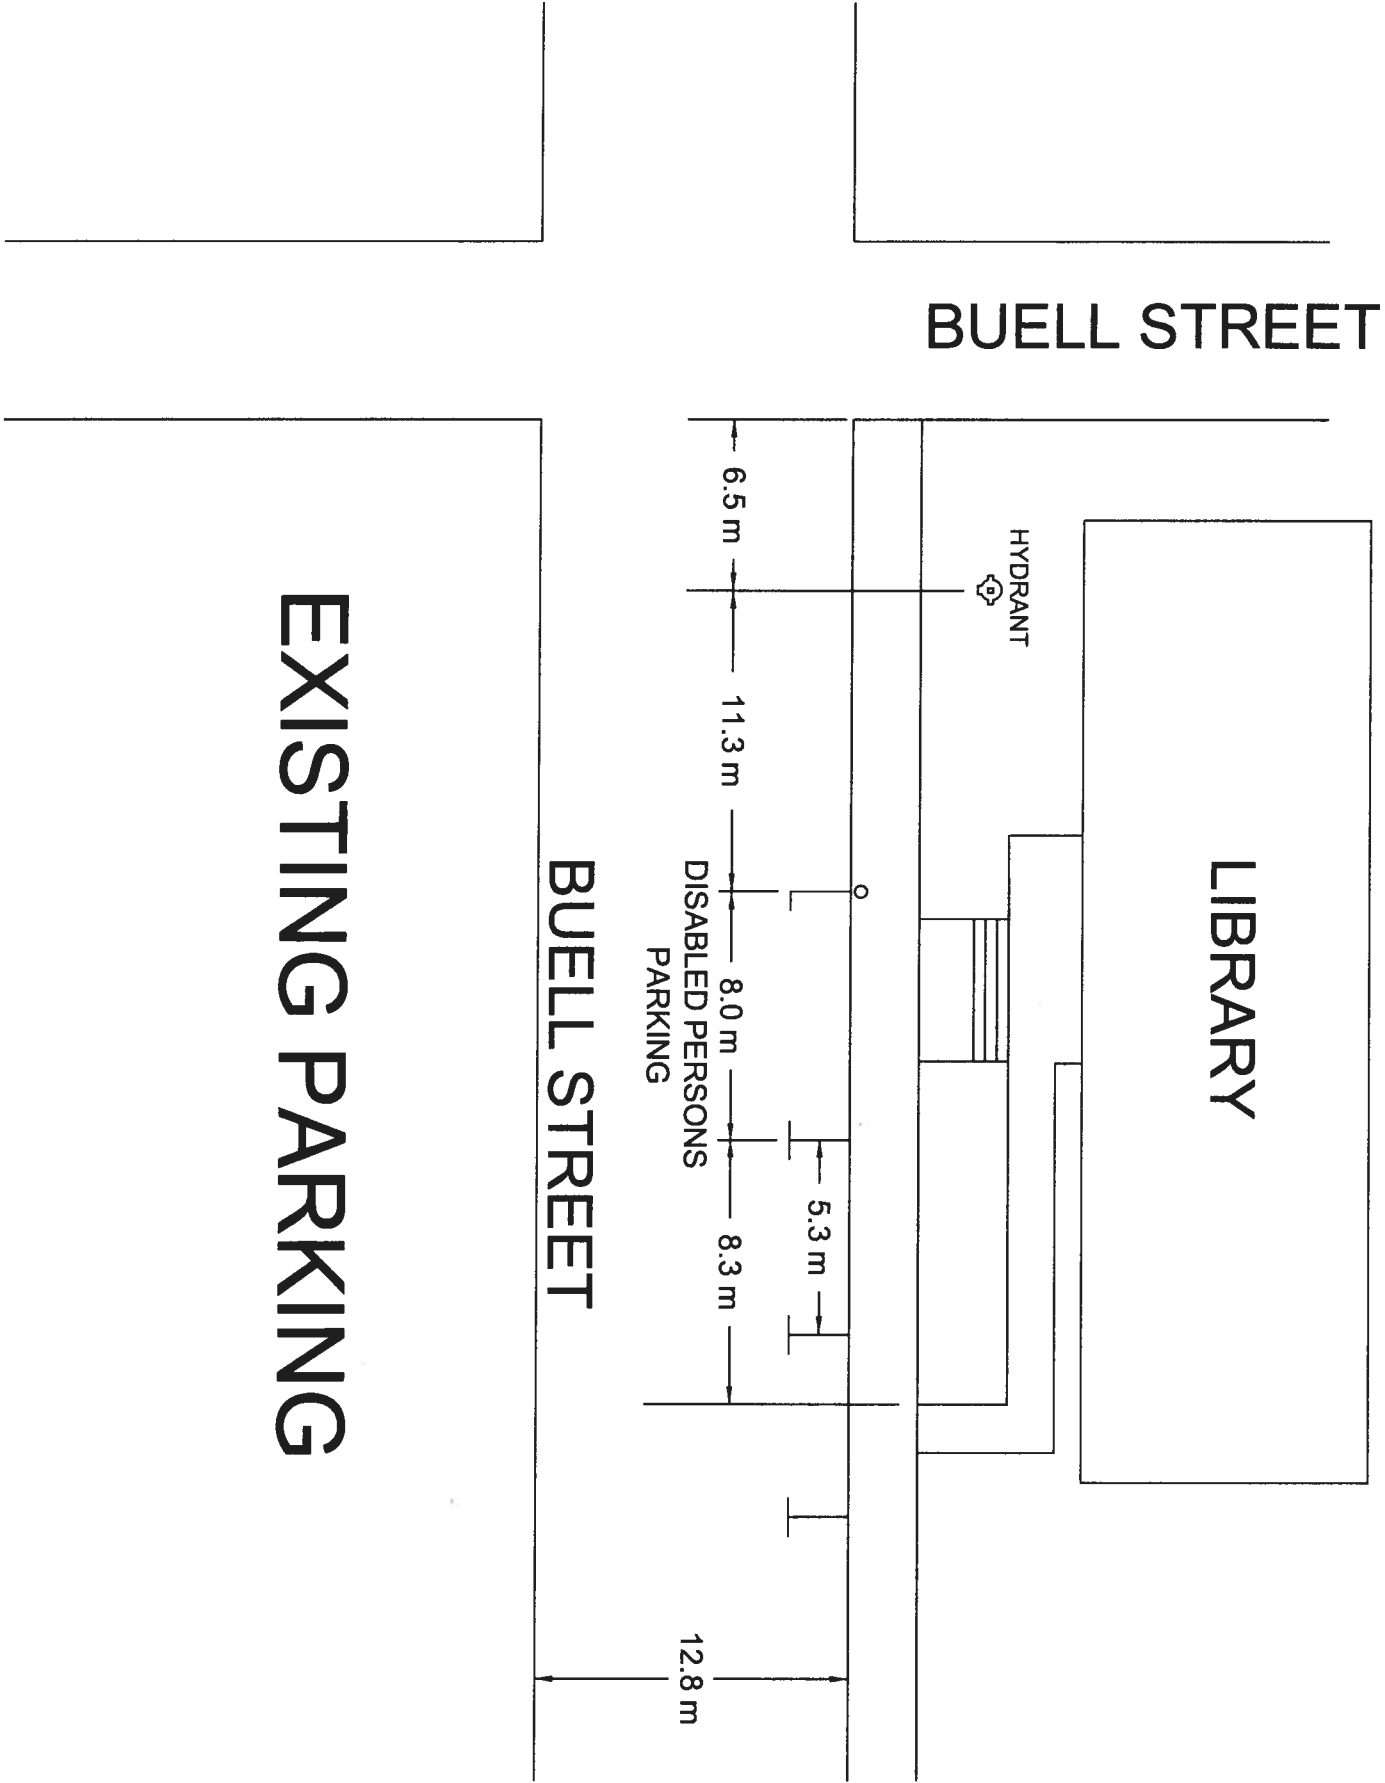 BUELL STREET
LIBRARY
HYDRANT
6.5 m
11.3 m
8.0 m
8.3 m
5.3 m
DISABLED PERSONS
PARKING
BUELL STREET
12.8 m
EXISTING PARKING